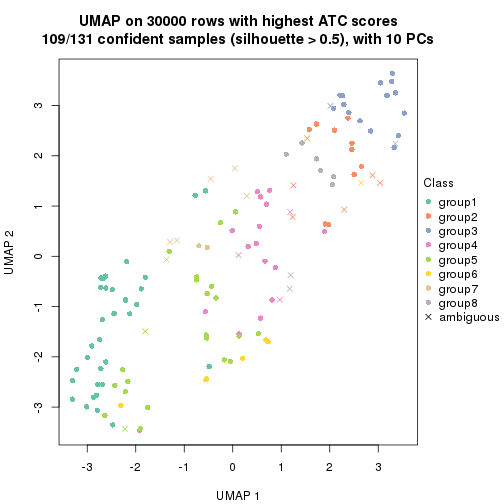 UMAP on 30000 rows with highest ATC scores
109/131 confident samples (silhouette > 0.5), with 10 PCs
UMAP 2
3
2
1
0
-1
-2
-3
-3 -2 -1 0 1 2 3
UMAP 1
Class
group1
group2
group3
group4
group5
group6
group7
group8
ambiguous